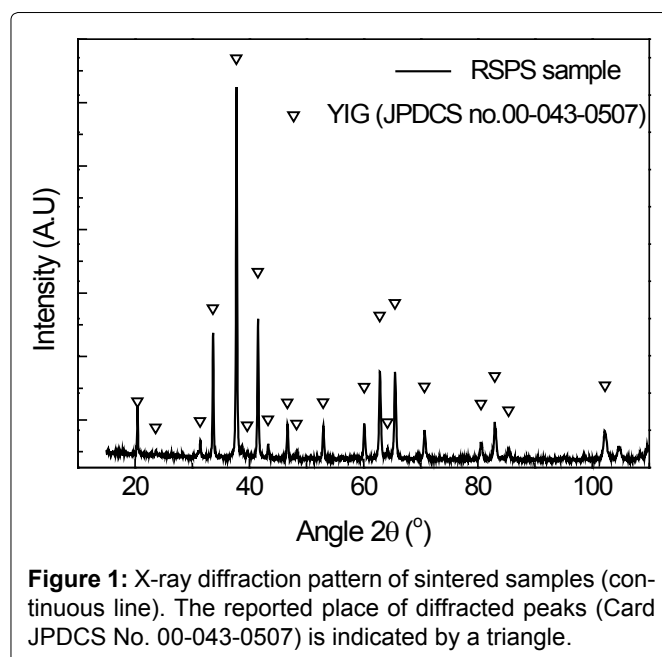 RSPS sample
▽ YIG (JPDCS no.00-043-0507)
Intensity (A.U)
20 40 60 80 100
Angle 2θ (°)
Figure 1: X-ray diffraction pattern of sintered samples (con-
tinuous line). The reported place of diffracted peaks (Card
JPDCS No. 00-043-0507) is indicated by a triangle.